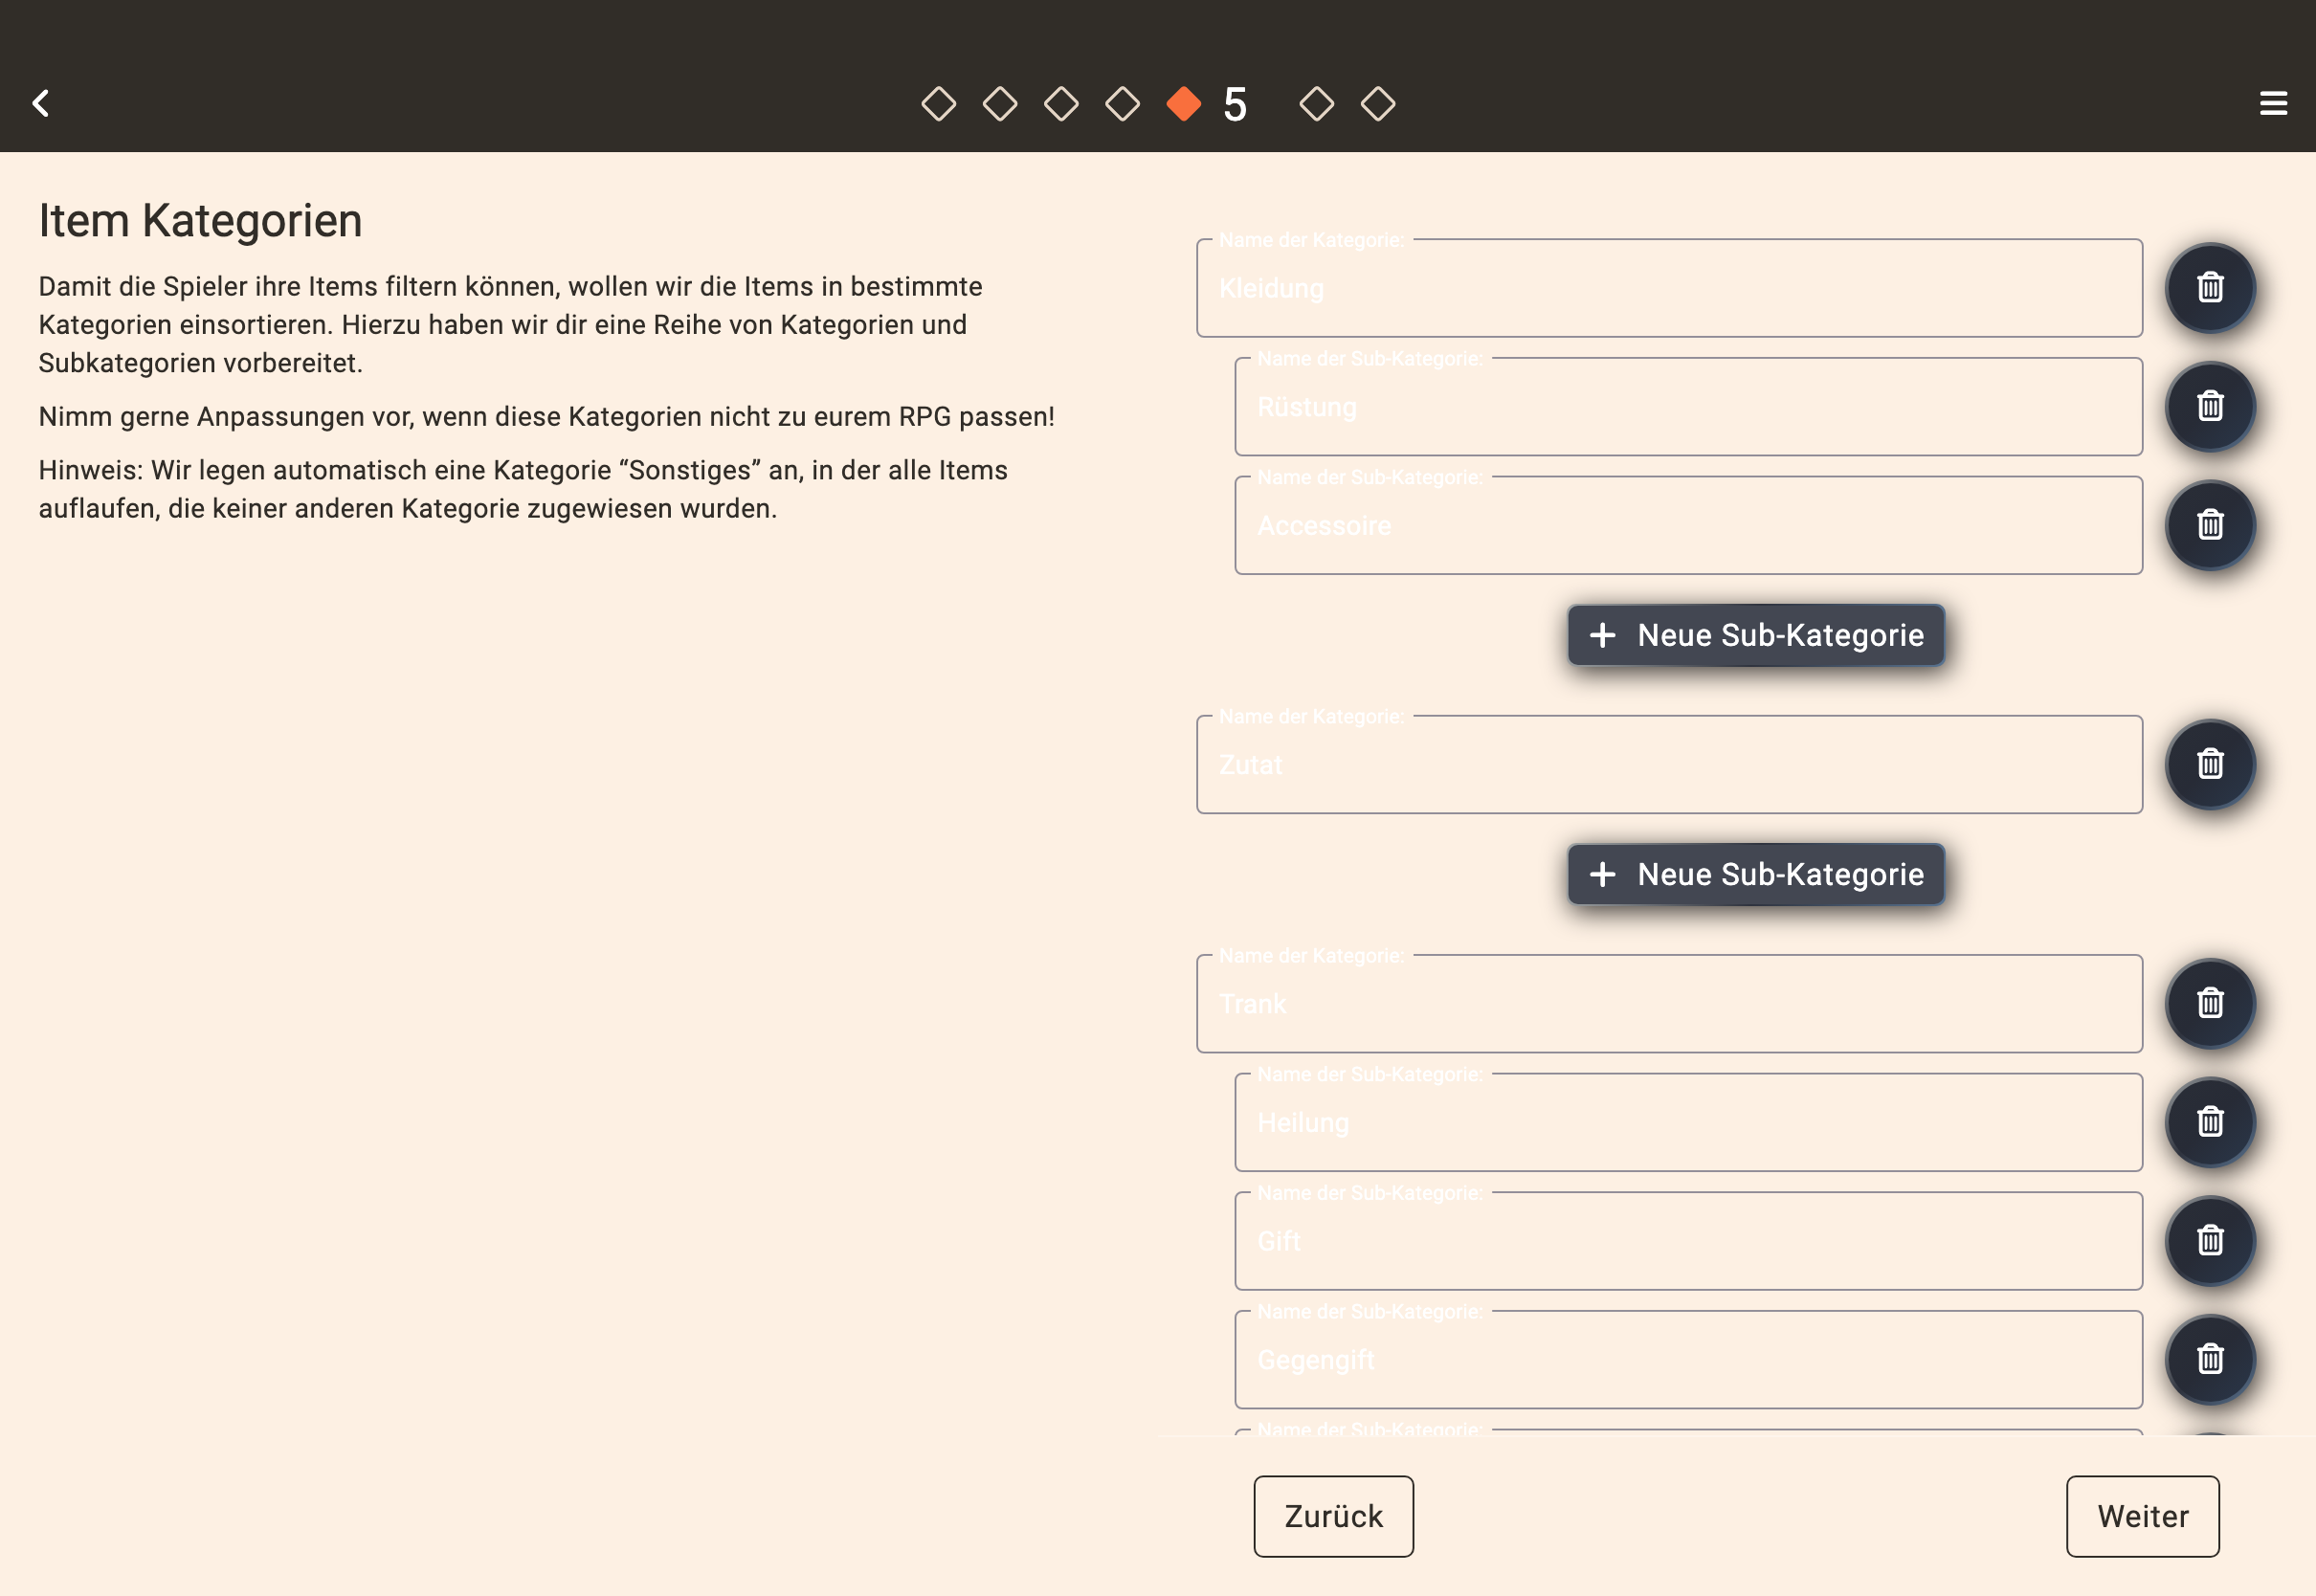 5
Item Kategorien
Damit die Spieler ihre Items filtern können, wollen wir die Items in bestimmte
Kategorien einsortieren. Hierzu haben wir dir eine Reihe von Kategorien und
Subkategorien vorbereitet.
Nimm gerne Anpassungen vor, wenn diese Kategorien nicht zu eurem RPG passen!
Hinweis: Wir legen automatisch eine Kategorie “Sonstiges” an, in der alle Items
auflaufen, die keiner anderen Kategorie zugewiesen wurden.
Name der Kategorie:
Kleidung
Name der Sub-Kategorie:
Rüstung
Name der Sub-Kategorie:
Accessoire
Neue Sub-Kategorie
Name der Kategorie:
Zutat
Neue Sub-Kategorie
Name der Kategorie:
Trank
Name der Sub-Kategorie:
Heilung
Name der Sub-Kategorie:
Gift
Name der Sub-Kategorie:
Gegengift
Name der Sub-Kategorie:
Zurück
Weiter